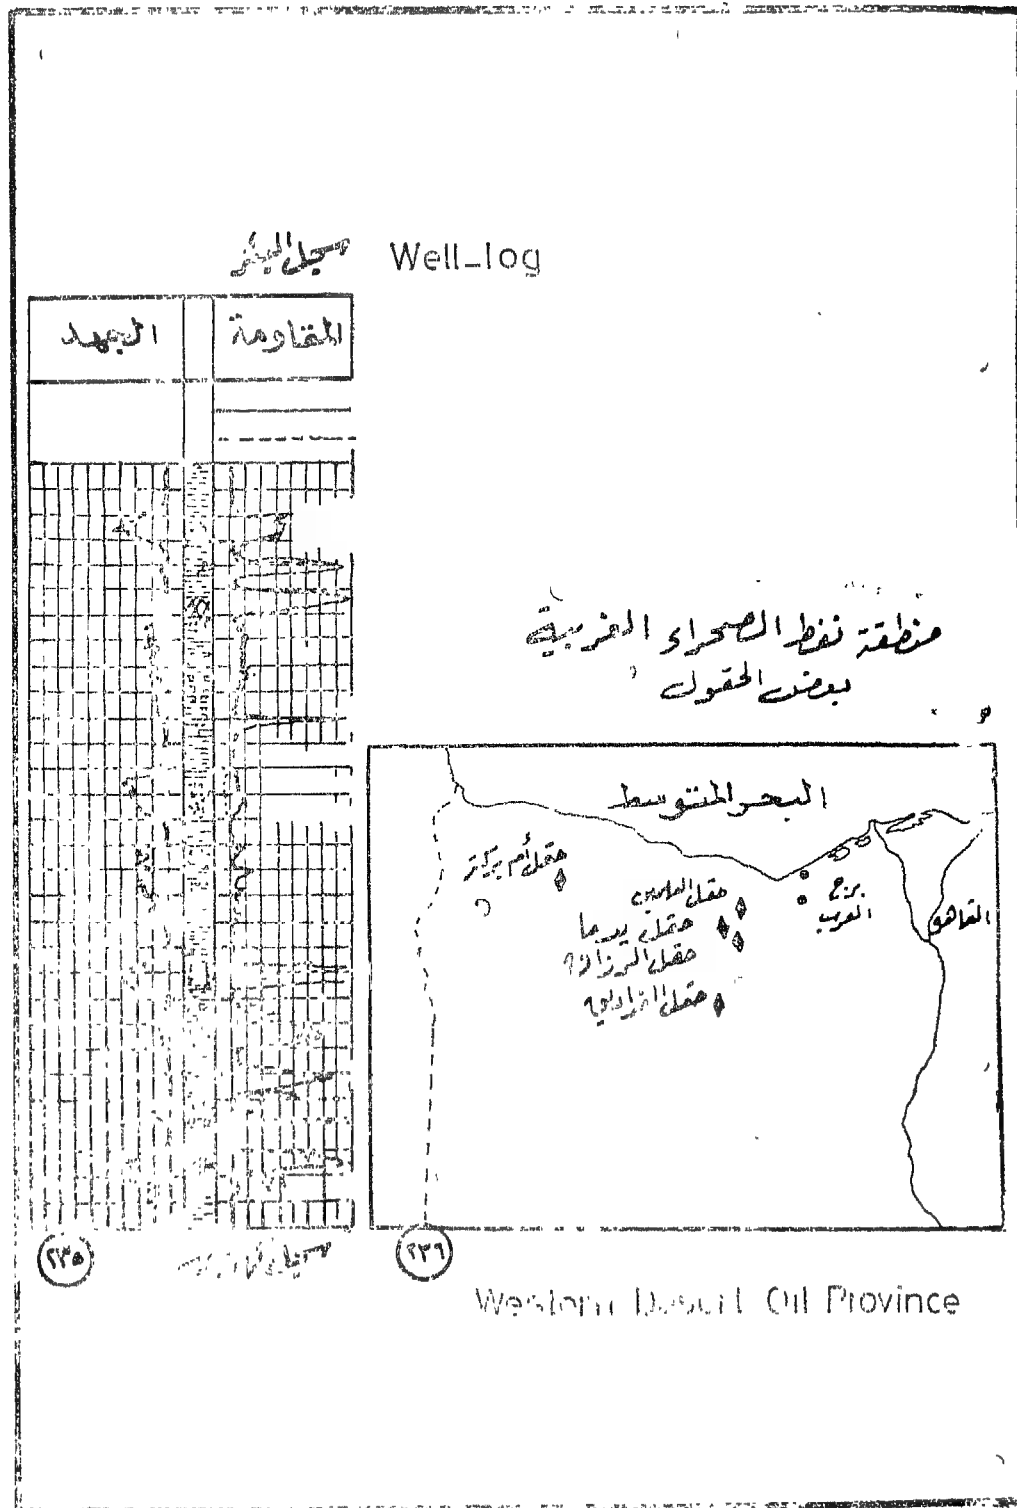 سجل البئر Well-log
الجهد المقاومة
منطقة نفط الصحراء الغربية
بعض الحقول
البحر المتوسط
حقل أم بركة
حقل العلمين
حقل يدما
حقل الرزاق
برج
العرب
القاهرة
٢٣٥
٢٣٦
Western Desert Oil Province